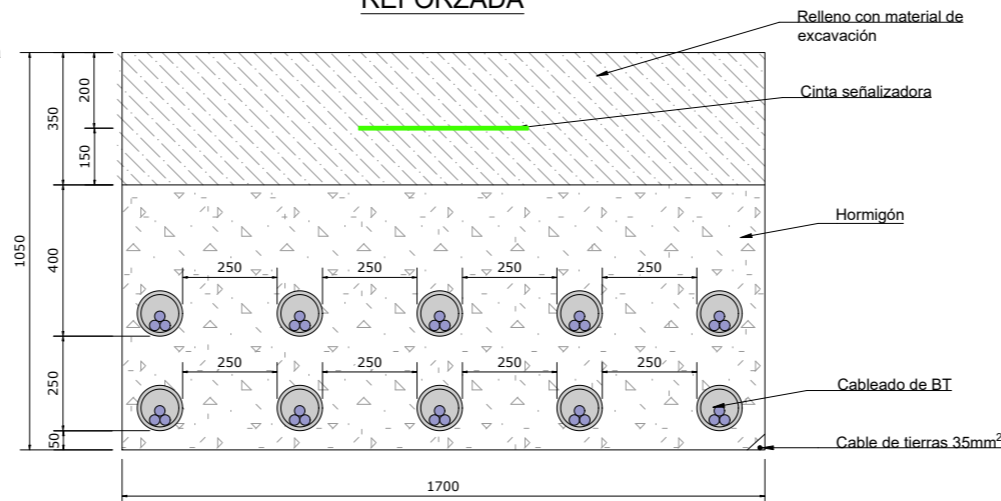 REFORZADA
Relleno con material de
excavación
Cinta señalizadora
Hormigón
Cableado de BT
Cable de tierras 35mm²
1050
350
400
250
50
200
150
250 250 250 250
250 250 250 250
1700